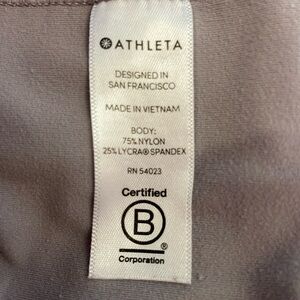 ATHLETA
DESIGNED IN
SAN FRANCISCO
MADE IN VIETNAM
BODY:
75% NYLON
25% LYCRA® SPANDEX
RN 54023
Certified
B
®
Corporation